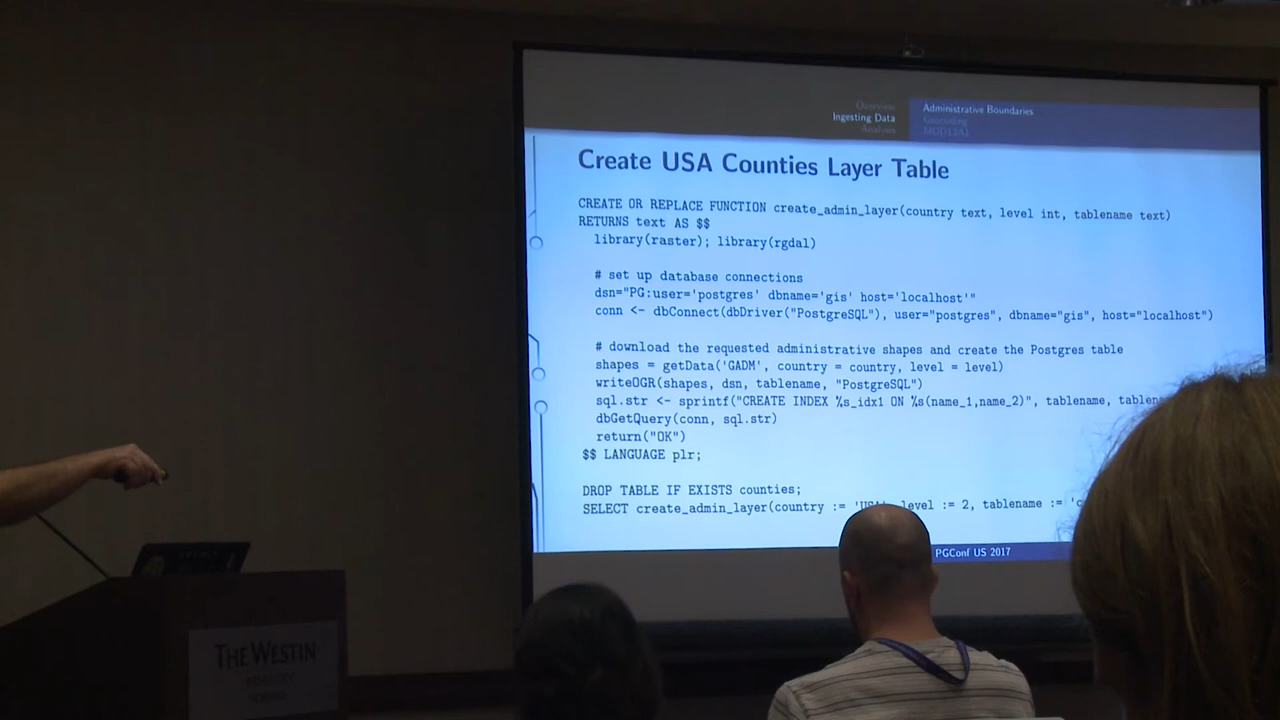 Overview
Ingesting Data
Analysis
Administrative Boundaries
Geocoding
MOD13A1
Create USA Counties Layer Table
CREATE OR REPLACE FUNCTION create_admin_layer(country text, level int, tablename text)
RETURNS text AS $$
library(raster); library(rgdal)
# set up database connections
dsn="PG:user='postgres' dbname='gis' host='localhost'"
conn <- dbConnect(dbDriver("PostgreSQL"), user="postgres", dbname="gis", host="localhost")
# download the requested administrative shapes and create the Postgres table
shapes = getData('GADM', country = country, level = level)
writeOGR(shapes, dsn, tablename, "PostgreSQL")
sql.str <- sprintf("CREATE INDEX %s_idx1 ON %s(name_1,name_2)", tablename,
dbGetQuery(conn, sql.str)
return("OK")
$$ LANGUAGE plr;
DROP TABLE IF EXISTS counties;
SELECT create_admin_layer(country := 'USA', level := 2, tablename :=
PGConf US 2017
THE WESTIN